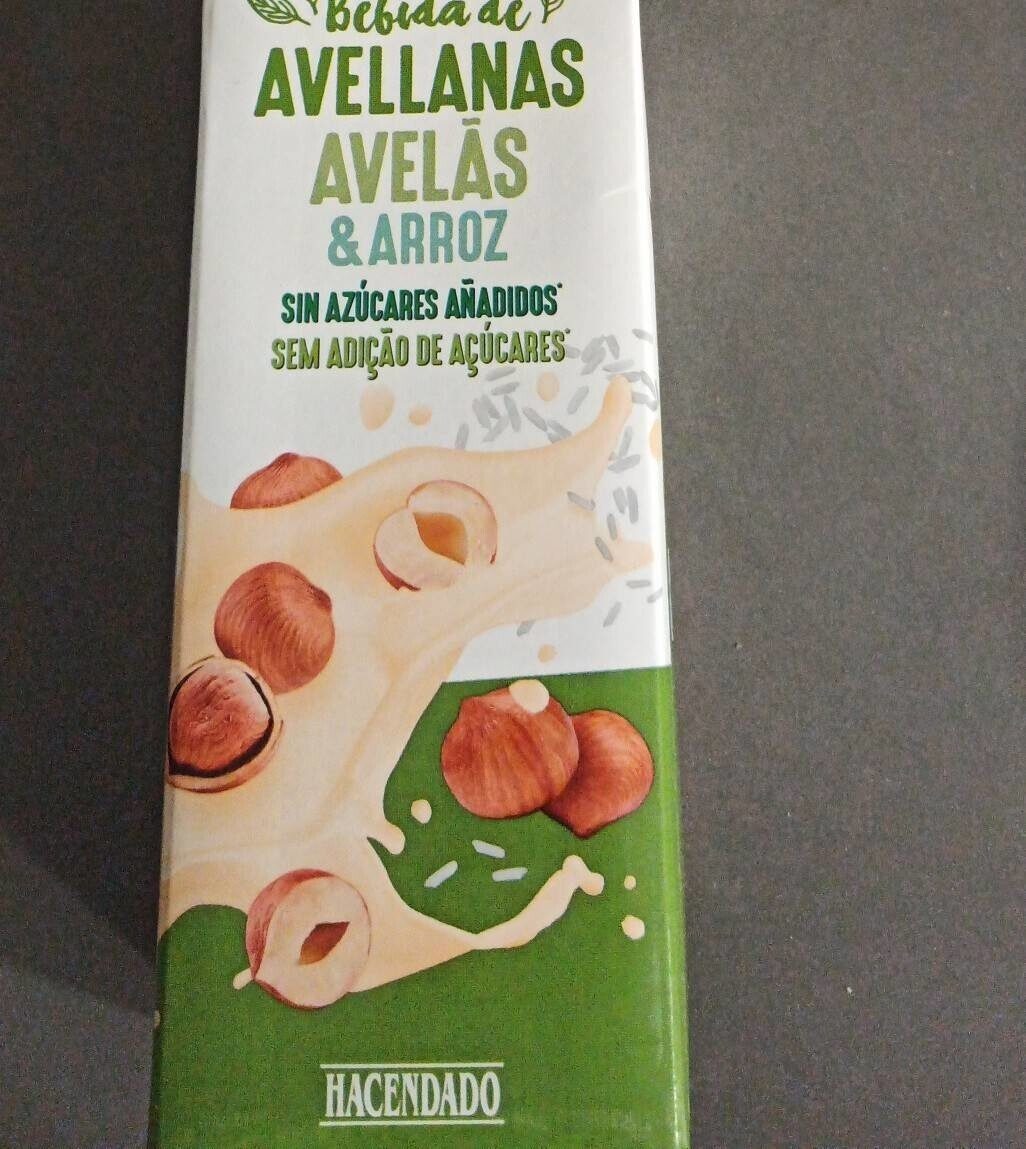 Bebida de
AVELLANAS
AVELÃS
& ARROZ
SIN AZÚCARES AÑADIDOS*
SEM ADIÇÃO DE AÇÚCARES*
HACENDADO